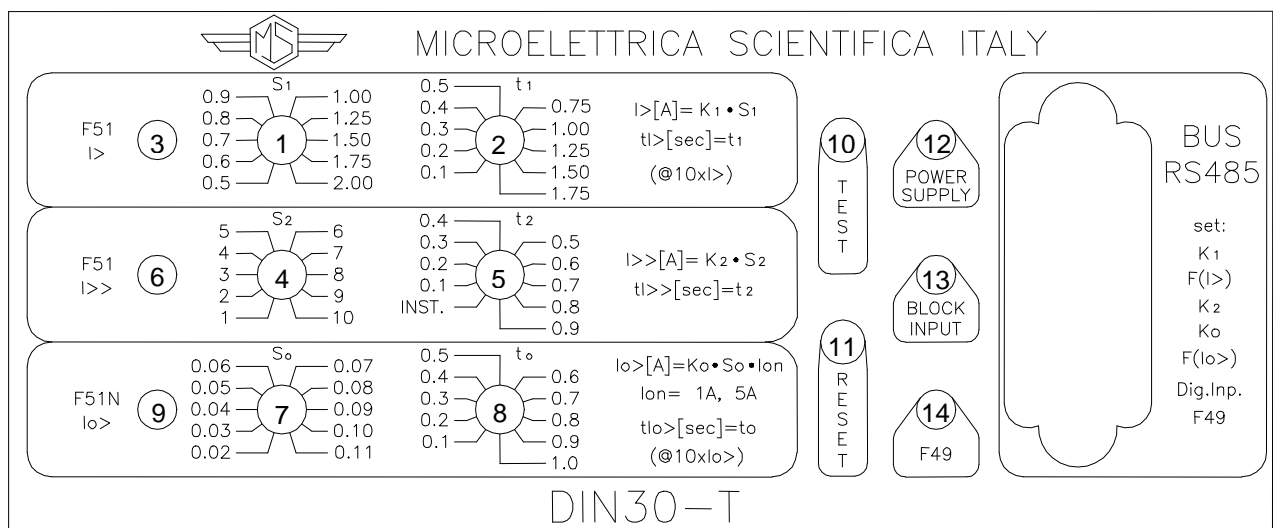 MS MICROELETTRICA SCIENTIFICA ITALY
F51
I>
3
S1
0.9
0.8
0.7
0.6
0.5
1
1.00
1.25
1.50
1.75
2.00
t1
0.5
0.4
0.3
0.2
0.1
2
0.75
1.00
1.25
1.50
1.75
I>[A]= K1•S1
tI>[sec]=t1
(@10xI>)
F51
I>>
6
S2
5
4
3
2
1
4
6
7
8
9
10
t2
0.4
0.3
0.2
0.1
INST.
5
0.5
0.6
0.7
0.8
0.9
I>>[A]= K2•S2
tI>>[sec]=t2
F51N
Io>
9
So
0.06
0.05
0.04
0.03
0.02
7
0.07
0.08
0.09
0.10
0.11
to
0.5
0.4
0.3
0.2
0.1
8
0.6
0.7
0.8
0.9
1.0
Io>[A]=Ko•So•Ion
Ion= 1A, 5A
tIo>[sec]=to
(@10xIo>)
10
TEST
11
RESET
12
POWER
SUPPLY
13
BLOCK
INPUT
14
F49
BUS
RS485
set:
K1
F(I>)
K2
Ko
F(Io>)
Dig.Inp.
F49
DIN30-T